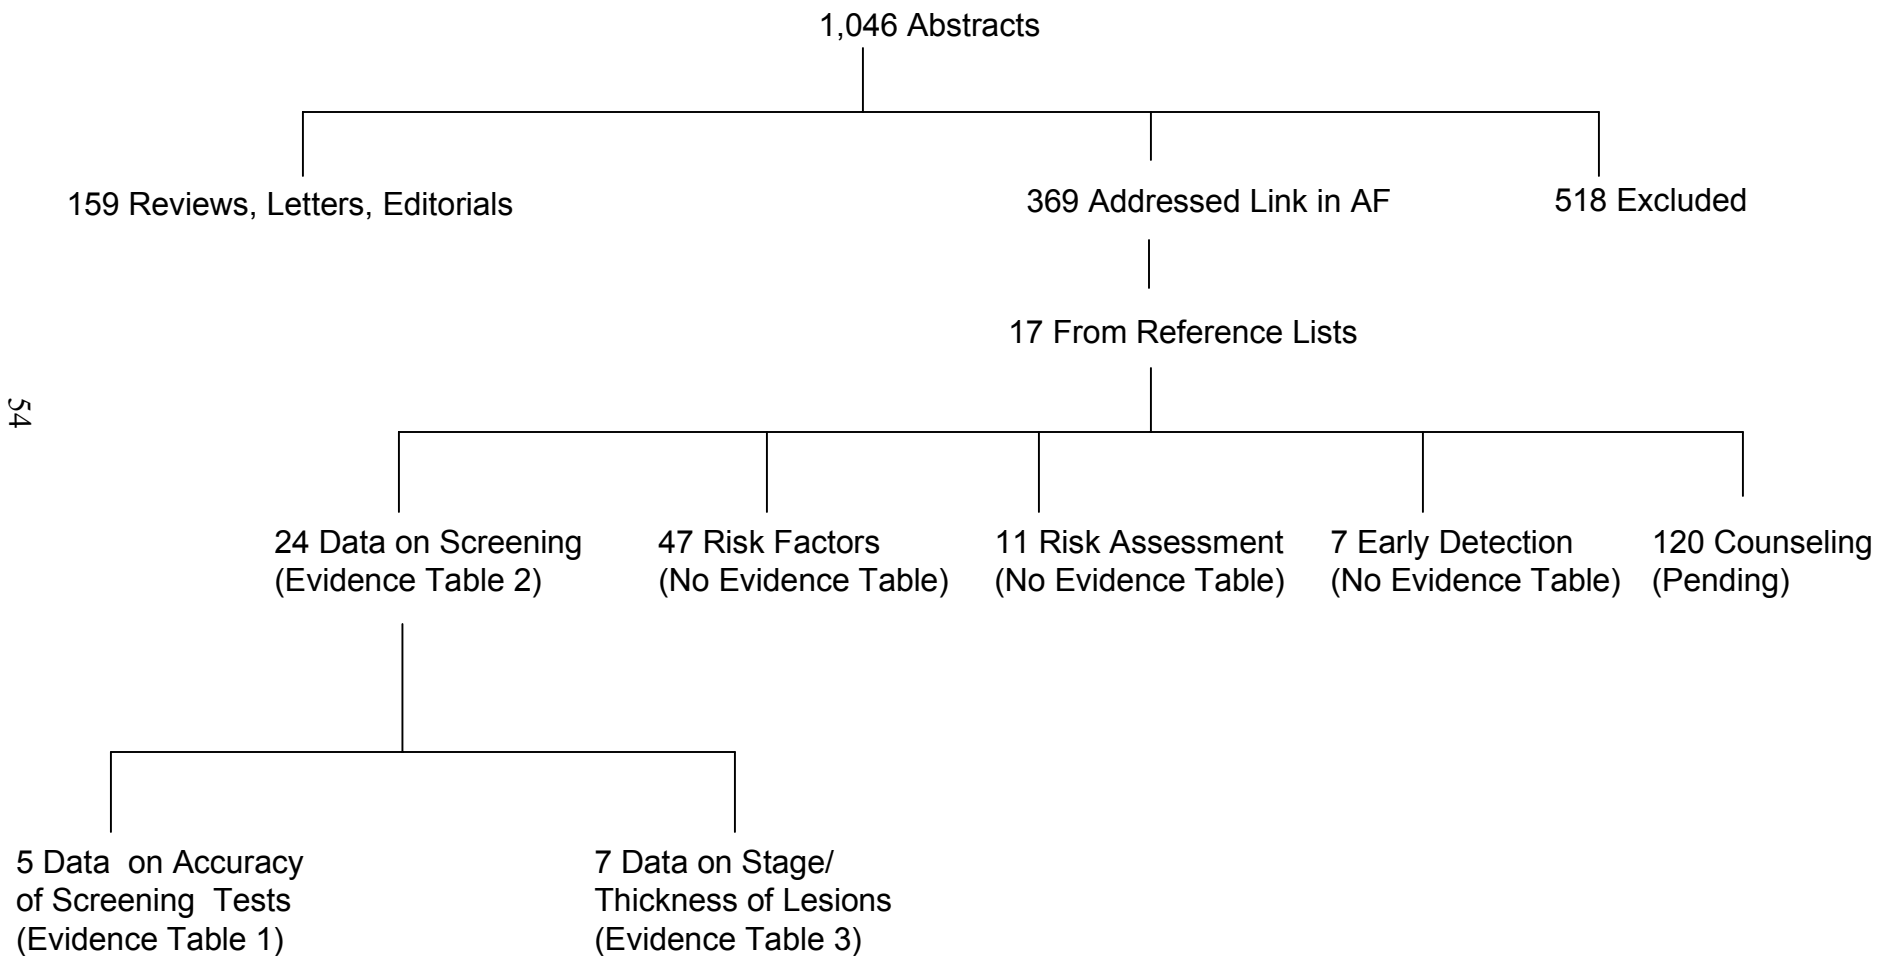 1,046 Abstracts
159 Reviews, Letters, Editorials
369 Addressed Link in AF
518 Excluded
17 From Reference Lists
54
24 Data on Screening
(Evidence Table 2)
47 Risk Factors
(No Evidence Table)
11 Risk Assessment
(No Evidence Table)
7 Early Detection
(No Evidence Table)
120 Counseling
(Pending)
5 Data on Accuracy
of Screening Tests
(Evidence Table 1)
7 Data on Stage/
Thickness of Lesions
(Evidence Table 3)